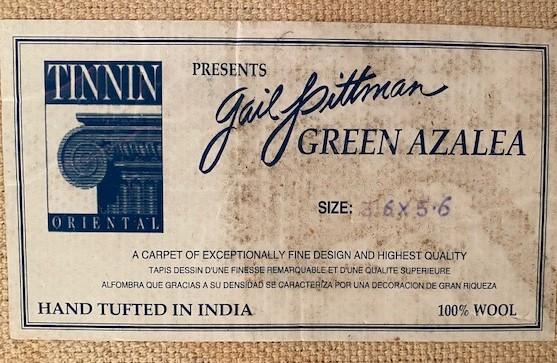 TINNIN
ORIENTAL
PRESENTS
Gail Pittman
GREEN AZALEA
SIZE: 3.6 X 5.6
A CARPET OF EXCEPTIONALLY FINE DESIGN AND HIGHEST QUALITY
TAPIS DESSIN D'UNE FINESSE REMARQUABLE ET D'UNE QUALITE SUPERIEURE
ALFOMBRA QUE GRACIAS A SU DENSIDAD SE CARACTERIZA POR UNA DECORACION DE GRAN RIQUEZA
HAND TUFTED IN INDIA
100% WOOL